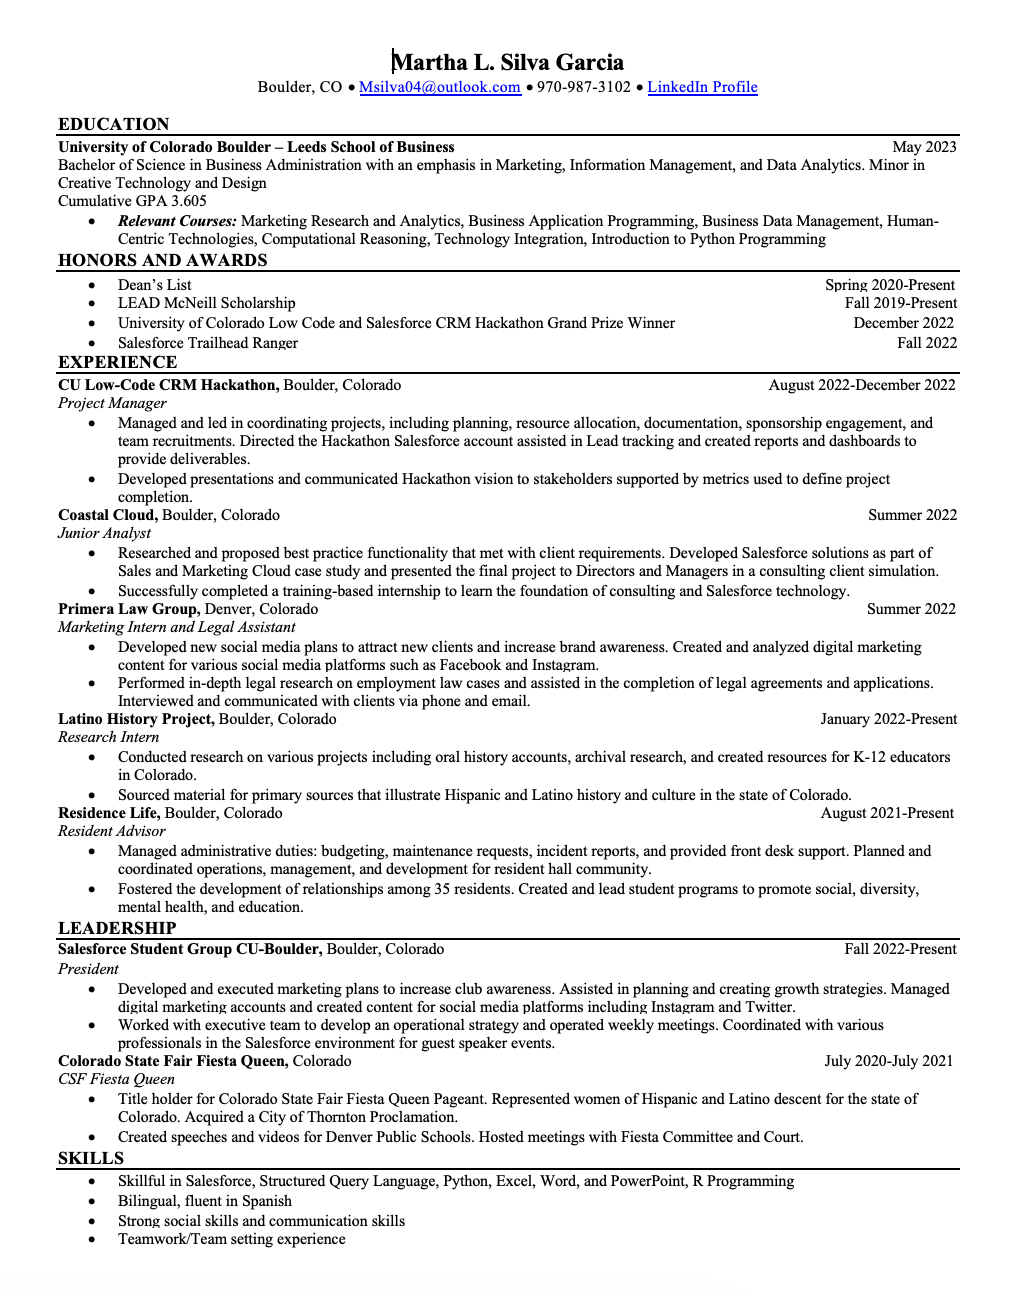 Martha L. Silva Garcia
Boulder, CO • Msilva04@outlook.com • 970-987-3102 • LinkedIn Profile
EDUCATION
University of Colorado Boulder – Leeds School of Business May 2023
Bachelor of Science in Business Administration with an emphasis in Marketing, Information Management, and Data Analytics. Minor in
Creative Technology and Design
Cumulative GPA 3.605
• Relevant Courses: Marketing Research and Analytics, Business Application Programming, Business Data Management, Human-
Centric Technologies, Computational Reasoning, Technology Integration, Introduction to Python Programming
HONORS AND AWARDS
• Dean’s List Spring 2020-Present
• LEAD McNeill Scholarship Fall 2019-Present
• University of Colorado Low Code and Salesforce CRM Hackathon Grand Prize Winner December 2022
• Salesforce Trailhead Ranger Fall 2022
EXPERIENCE
CU Low-Code CRM Hackathon, Boulder, Colorado August 2022-December 2022
Project Manager
• Managed and led in coordinating projects, including planning, resource allocation, documentation, sponsorship engagement, and
team recruitments. Directed the Hackathon Salesforce account assisted in Lead tracking and created reports and dashboards to
provide deliverables.
• Developed presentations and communicated Hackathon vision to stakeholders supported by metrics used to define project
completion.
Coastal Cloud, Boulder, Colorado Summer 2022
Junior Analyst
• Researched and proposed best practice functionality that met with client requirements. Developed Salesforce solutions as part of
Sales and Marketing Cloud case study and presented the final project to Directors and Managers in a consulting client simulation.
• Successfully completed a training-based internship to learn the foundation of consulting and Salesforce technology.
Primera Law Group, Denver, Colorado Summer 2022
Marketing Intern and Legal Assistant
• Developed new social media plans to attract new clients and increase brand awareness. Created and analyzed digital marketing
content for various social media platforms such as Facebook and Instagram.
• Performed in-depth legal research on employment law cases and assisted in the completion of legal agreements and applications.
Interviewed and communicated with clients via phone and email.
Latino History Project, Boulder, Colorado January 2022-Present
Research Intern
• Conducted research on various projects including oral history accounts, archival research, and created resources for K-12 educators
in Colorado.
• Sourced material for primary sources that illustrate Hispanic and Latino history and culture in the state of Colorado.
Residence Life, Boulder, Colorado August 2021-Present
Resident Advisor
• Managed administrative duties: budgeting, maintenance requests, incident reports, and provided front desk support. Planned and
coordinated operations, management, and development for resident hall community.
• Fostered the development of relationships among 35 residents. Created and lead student programs to promote social, diversity,
mental health, and education.
LEADERSHIP
Salesforce Student Group CU-Boulder, Boulder, Colorado Fall 2022-Present
President
• Developed and executed marketing plans to increase club awareness. Assisted in planning and creating growth strategies. Managed
digital marketing accounts and created content for social media platforms including Instagram and Twitter.
• Worked with executive team to develop an operational strategy and operated weekly meetings. Coordinated with various
professionals in the Salesforce environment for guest speaker events.
Colorado State Fair Fiesta Queen, Colorado July 2020-July 2021
CSF Fiesta Queen
• Title holder for Colorado State Fair Fiesta Queen Pageant. Represented women of Hispanic and Latino descent for the state of
Colorado. Acquired a City of Thornton Proclamation.
• Created speeches and videos for Denver Public Schools. Hosted meetings with Fiesta Committee and Court.
SKILLS
• Skillful in Salesforce, Structured Query Language, Python, Excel, Word, and PowerPoint, R Programming
• Bilingual, fluent in Spanish
• Strong social skills and communication skills
• Teamwork/Team setting experience